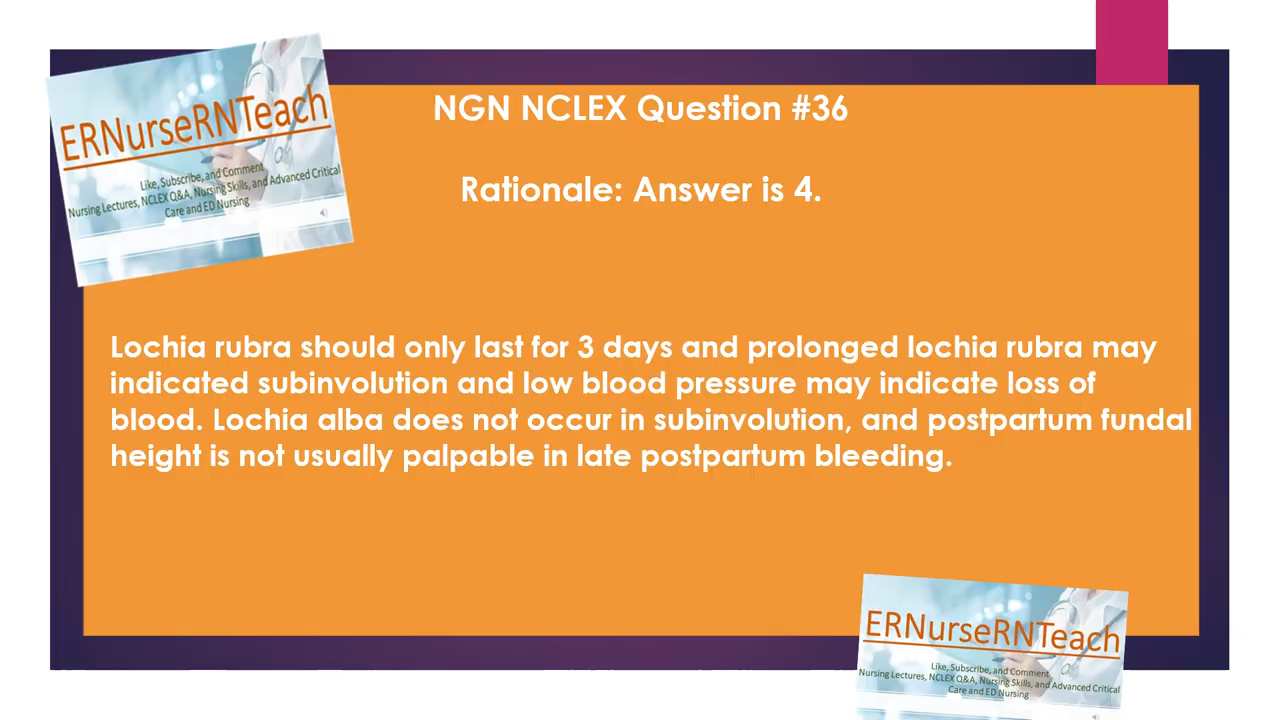 ERNurseRNTeach
Like, Subscribe, and Comment
Nursing Lectures, NCLEX Q&A, Nursing Skills, and Advanced Critical
Care and ED Nursing
NGN NCLEX Question #36
Rationale: Answer is 4.
Lochia rubra should only last for 3 days and prolonged lochia rubra may
indicated subinvolution and low blood pressure may indicate loss of
blood. Lochia alba does not occur in subinvolution, and postpartum fundal
height is not usually palpable in late postpartum bleeding.
ERNurseRNTeach
Like, Subscribe, and Comment
Nursing Lectures, NCLEX Q&A, Nursing Skills, and Advanced Critical
Care and ED Nursing